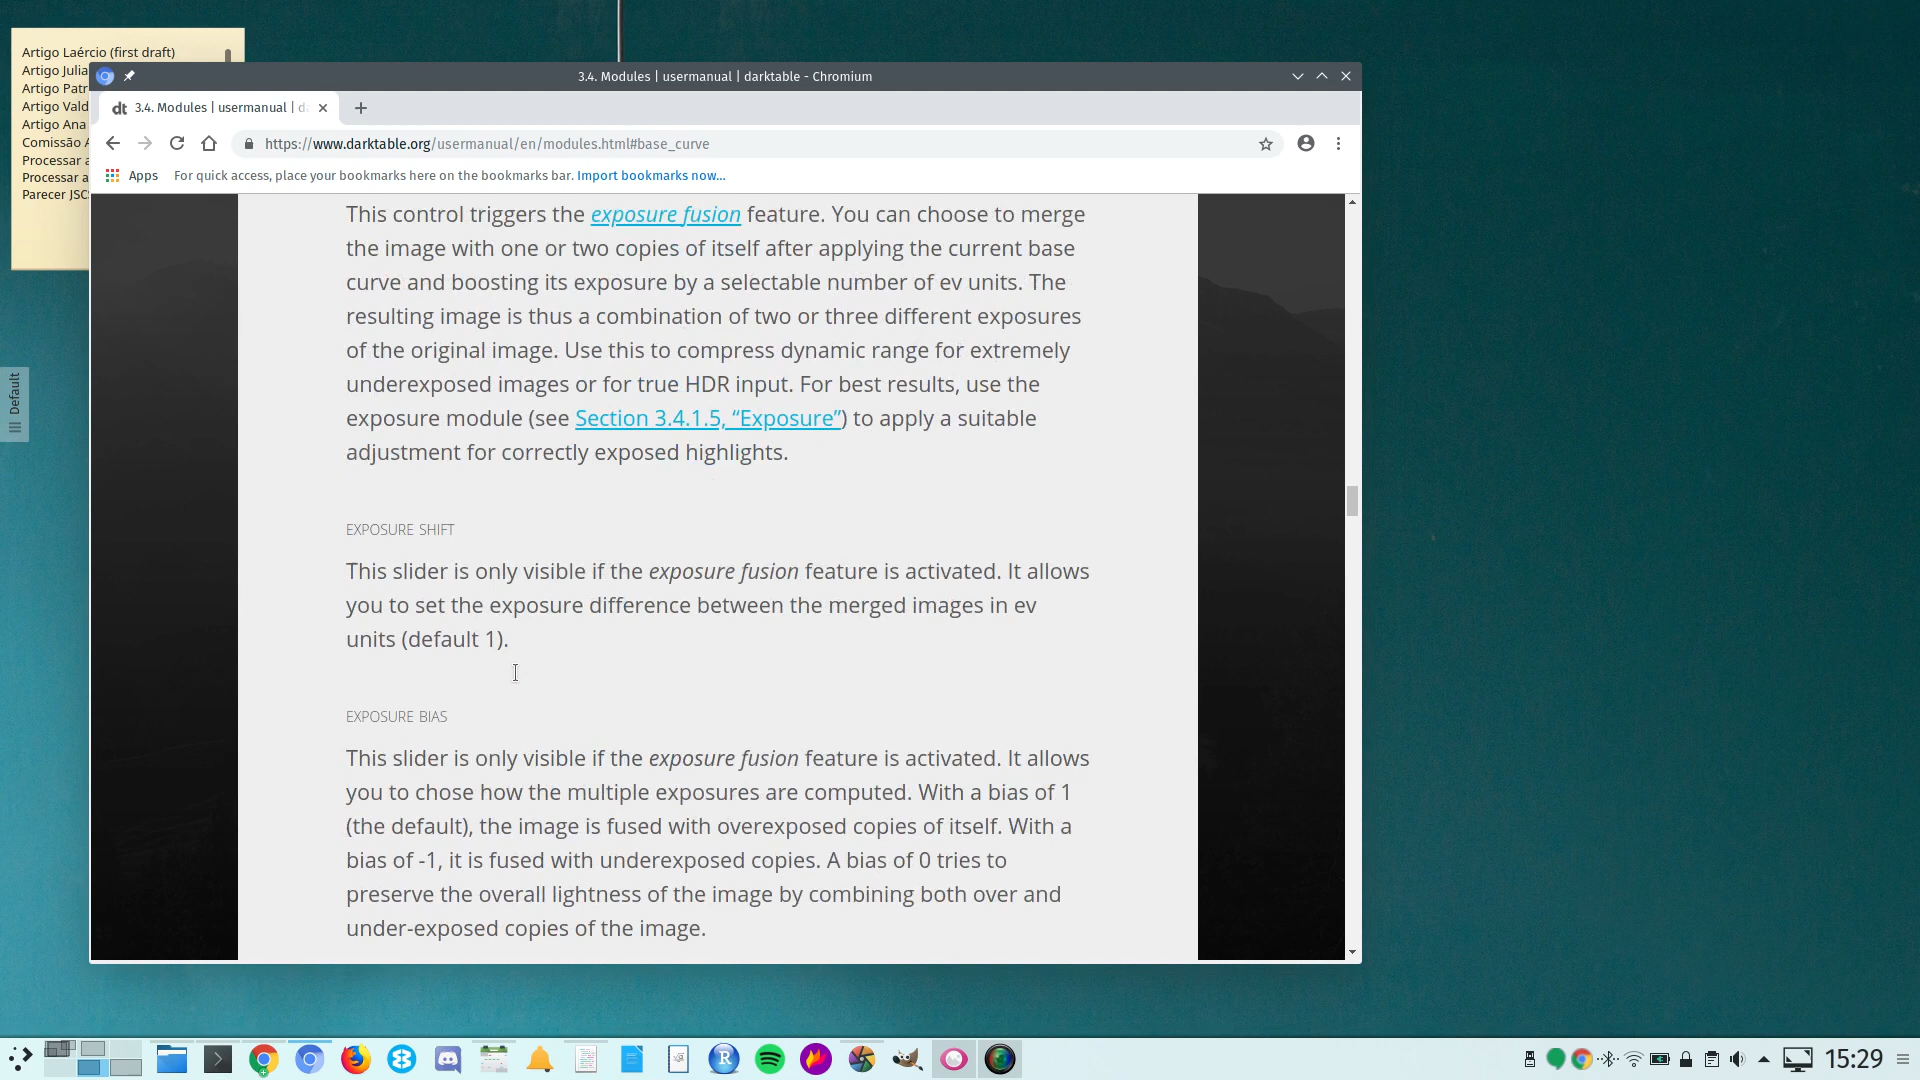 Artigo Laércio (first draft)
Artigo Julia
Artigo Patr
Artigo Vald
Artigo Ana
Comissão A
Processar a
Processar a
Parecer JSC
Default
3.4. Modules | usermanual | darktable - Chromium
dt 3.4. Modules | usermanual | d
https://www.darktable.org/usermanual/en/modules.html#base_curve
Apps For quick access, place your bookmarks here on the bookmarks bar. Import bookmarks now...
This control triggers the exposure fusion feature. You can choose to merge
the image with one or two copies of itself after applying the current base
curve and boosting its exposure by a selectable number of ev units. The
resulting image is thus a combination of two or three different exposures
of the original image. Use this to compress dynamic range for extremely
underexposed images or for true HDR input. For best results, use the
exposure module (see Section 3.4.1.5, “Exposure”) to apply a suitable
adjustment for correctly exposed highlights.
EXPOSURE SHIFT
This slider is only visible if the exposure fusion feature is activated. It allows
you to set the exposure difference between the merged images in ev
units (default 1).
EXPOSURE BIAS
This slider is only visible if the exposure fusion feature is activated. It allows
you to chose how the multiple exposures are computed. With a bias of 1
(the default), the image is fused with overexposed copies of itself. With a
bias of -1, it is fused with underexposed copies. A bias of 0 tries to
preserve the overall lightness of the image by combining both over and
under-exposed copies of the image.
15:29